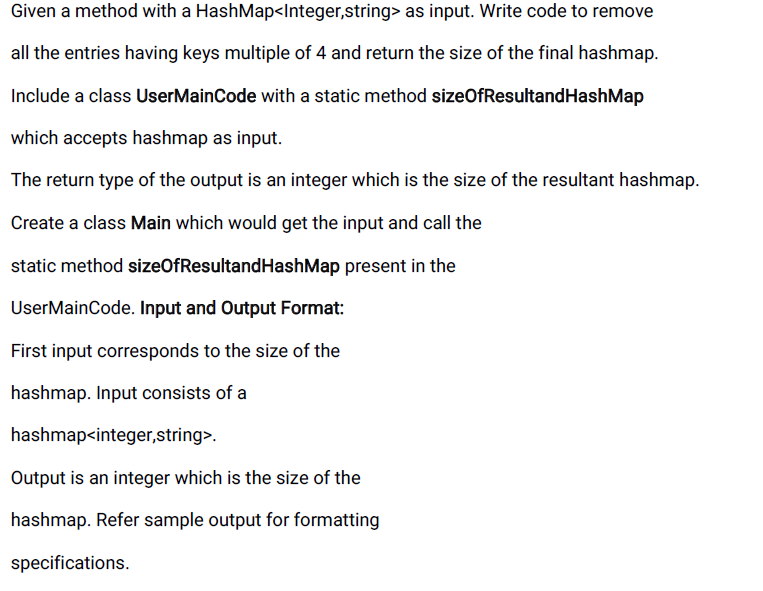 Given a method with a HashMap<Integer,string> as input. Write code to remove
all the entries having keys multiple of 4 and return the size of the final hashmap.
Include a class UserMainCode with a static method sizeOfResultandHashMap
which accepts hashmap as input.
The return type of the output is an integer which is the size of the resultant hashmap.
Create a class Main which would get the input and call the
static method sizeOfResultandHashMap present in the
UserMainCode. Input and Output Format:
First input corresponds to the size of the
hashmap. Input consists of a
hashmap<integer,string>.
Output is an integer which is the size of the
hashmap. Refer sample output for formatting
specifications.